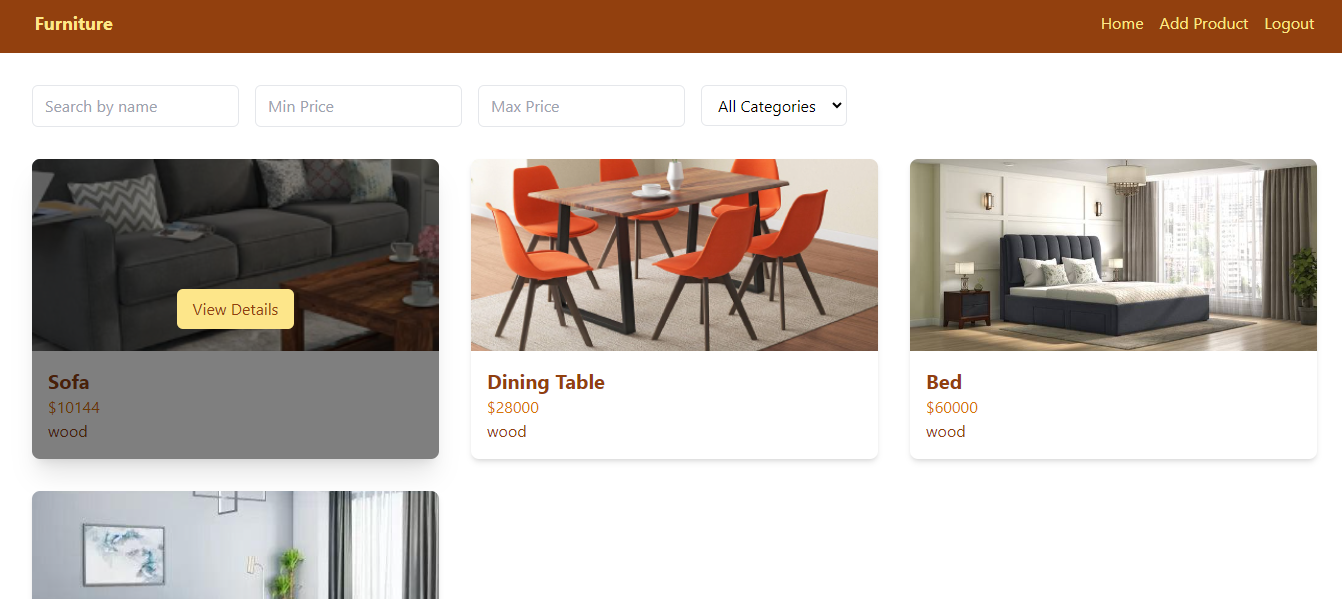 Furniture
Home Add Product Logout
Search by name Min Price Max Price All Categories
View Details
Sofa
$10144
wood
Dining Table
$28000
wood
Bed
$60000
wood